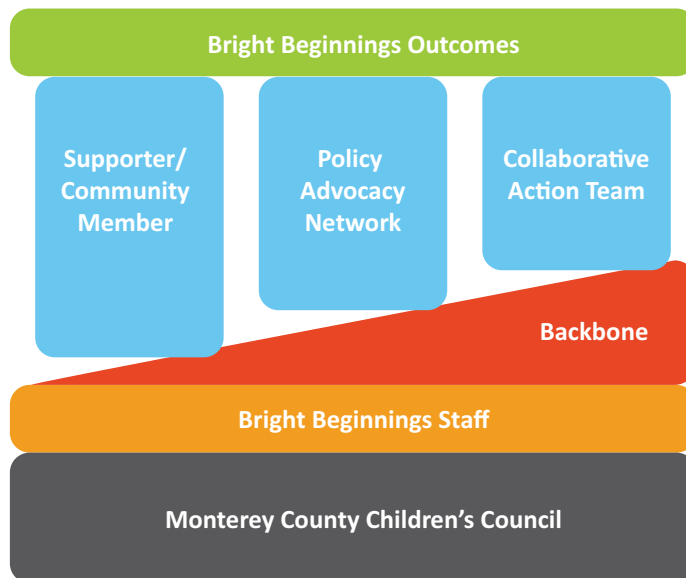 Bright Beginnings Outcomes
Supporter/
Community
Member
Policy
Advocacy
Network
Collaborative
Action Team
Backbone
Bright Beginnings Staff
Monterey County Children’s Council